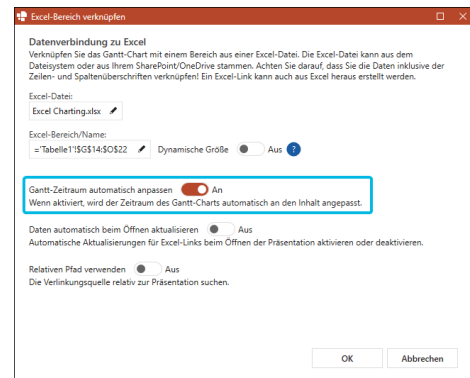 Excel-Bereich verknüpfen
Datenverbindung zu Excel
Verknüpfen Sie das Gantt-Chart mit einem Bereich aus einer Excel-Datei. Die Excel-Datei kann aus dem
Dateisystem oder aus Ihrem SharePoint/OneDrive stammen. Achten Sie darauf, dass Sie die Daten inklusive der
Zeilen- und Spaltenüberschriften verknüpfen! Ein Excel-Link kann auch aus Excel heraus erstellt werden.
Excel-Datei:
Excel Charting.xlsx
Excel-Bereich/Name:
='Tabelle1'!$G$14:$O$22 Dynamische Größe Aus ?
Gantt-Zeitraum automatisch anpassen An
Wenn aktiviert, wird der Zeitraum des Gantt-Charts automatisch an den Inhalt angepasst.
Daten automatisch beim Öffnen aktualisieren Aus
Automatische Aktualisierungen für Excel-Links beim Öffnen der Präsentation aktivieren oder deaktivieren.
Relativen Pfad verwenden Aus
Die Verlinkungsquelle relativ zur Präsentation suchen.
OK Abbrechen